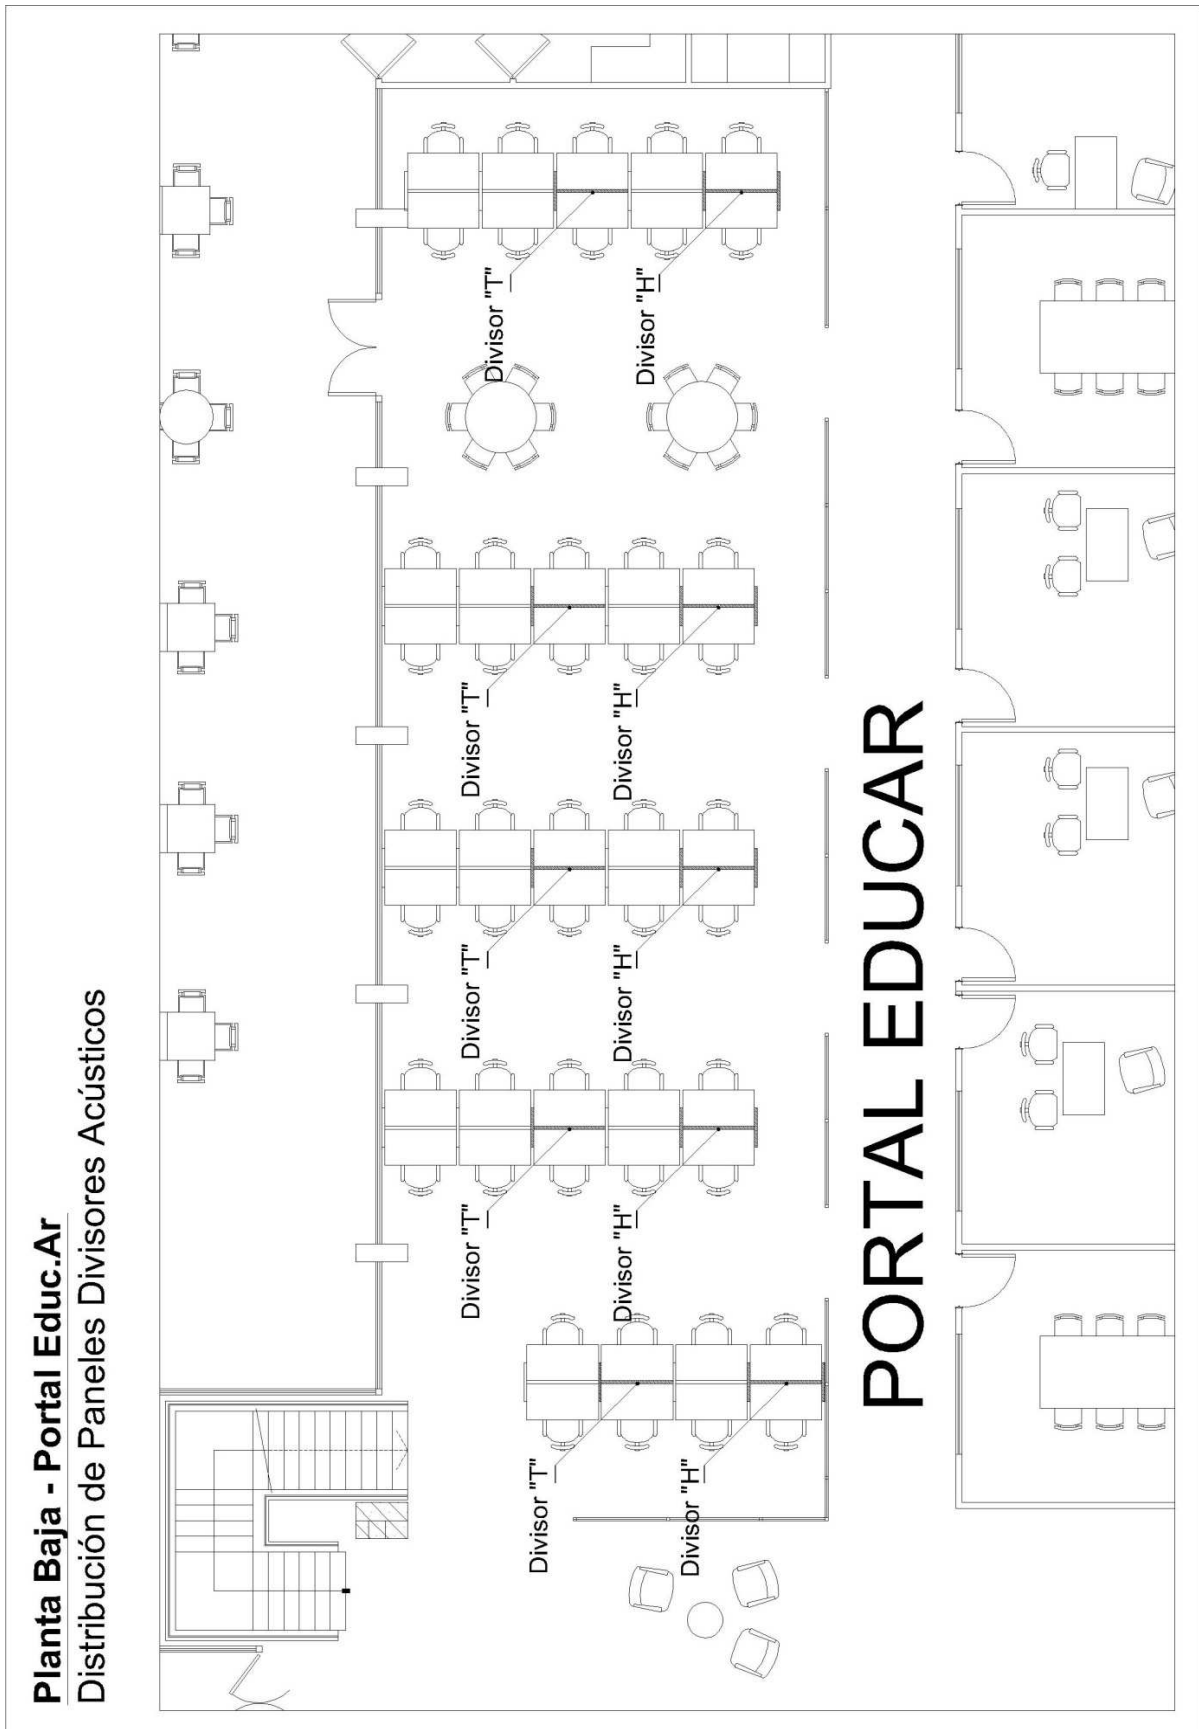 Planta Baja - Portal Educ.Ar
Distribución de Paneles Divisores Acústicos
Divisor "T"
Divisor "T"
Divisor "T"
Divisor "T"
Divisor "T"
Divisor "H"
Divisor "H"
Divisor "H"
Divisor "H"
Divisor "H"
PORTAL EDUCAR